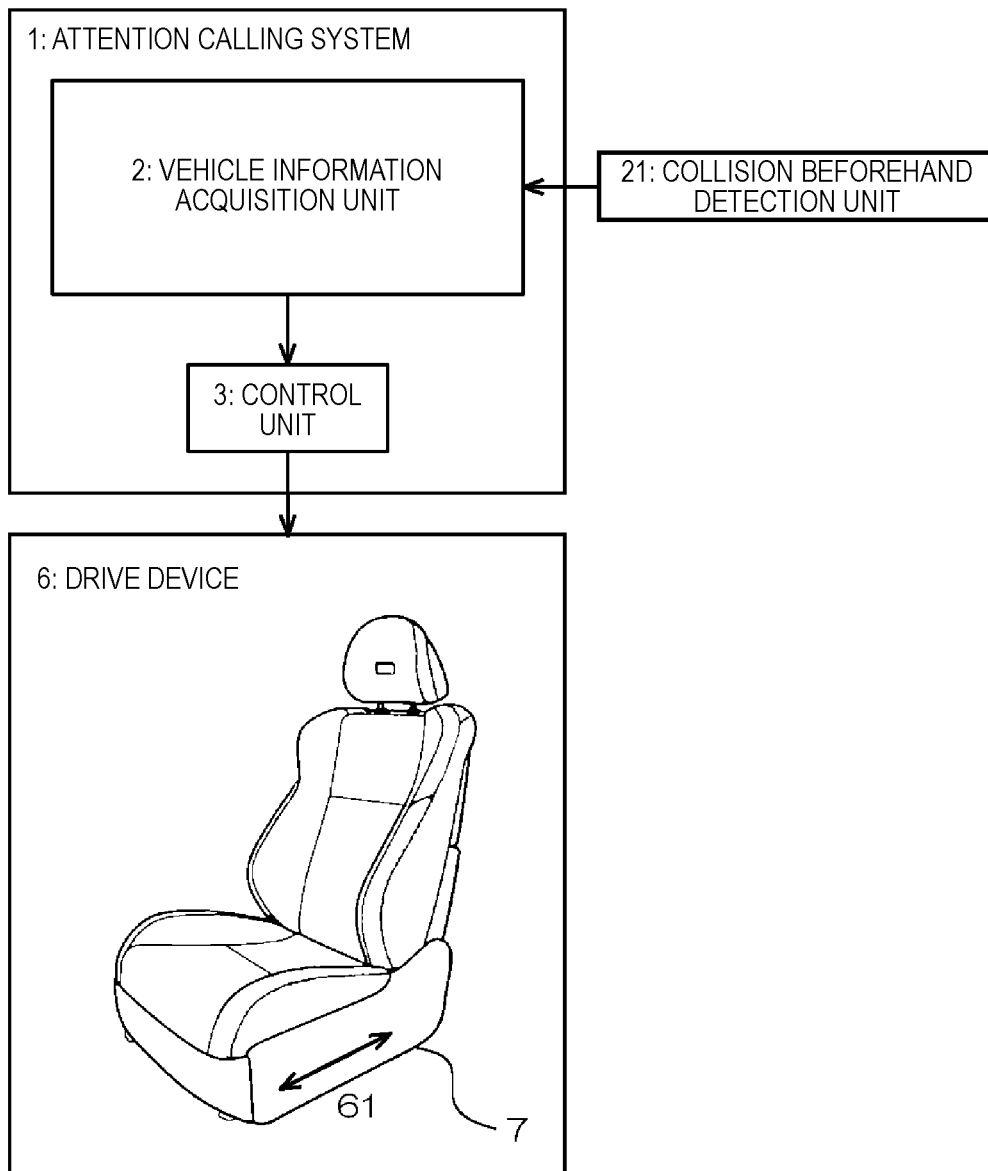 1: ATTENTION CALLING SYSTEM
2: VEHICLE INFORMATION
ACQUISITION UNIT
21: COLLISION BEFOREHAND
DETECTION UNIT
3: CONTROL
UNIT
6: DRIVE DEVICE
61
7